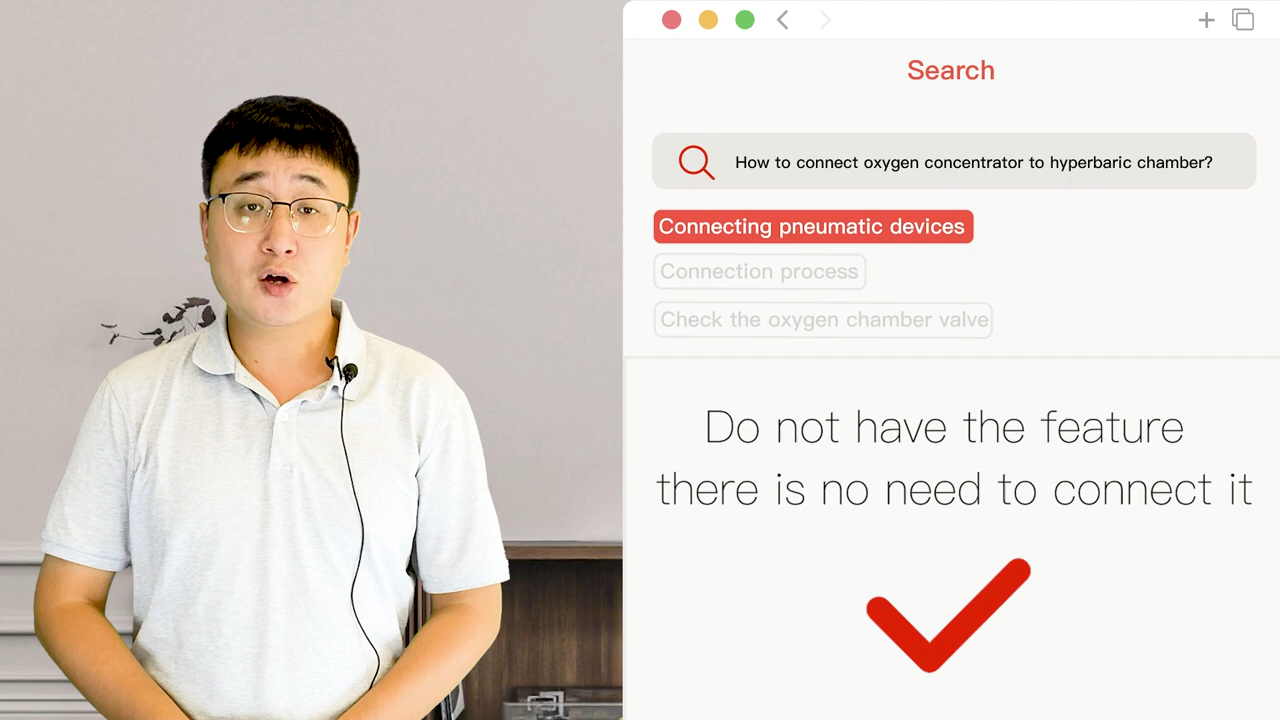 Search
How to connect oxygen concentrator to hyperbaric chamber?
Connecting pneumatic devices
Connection process
Check the oxygen chamber valve
Do not have the feature
there is no need to connect it